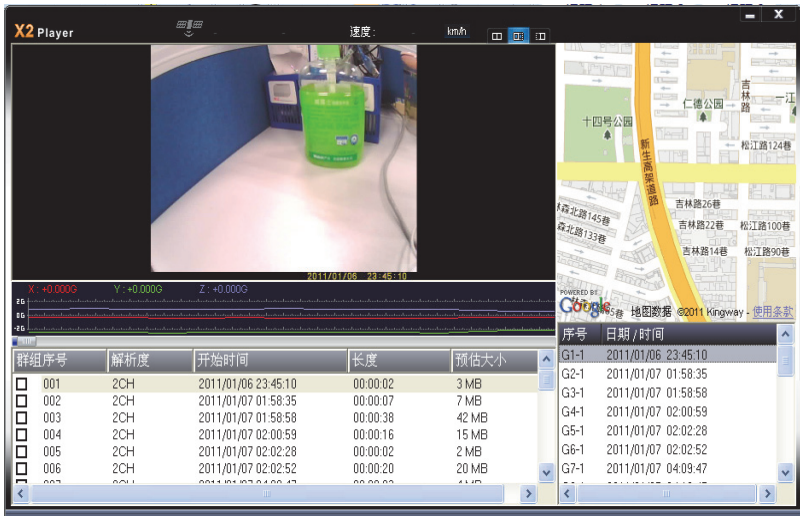 X2 Player
速度: km/h
2011/01/06 23:45:10
X : +0.000G Y : +0.000G Z : +0.000G
2G
0G
-2G
群组序号 解析度 开始时间 长度 预估大小
001 2CH 2011/01/06 23:45:10 00:00:02 3 MB
002 2CH 2011/01/07 01:58:35 00:00:07 7 MB
003 2CH 2011/01/07 01:58:58 00:00:38 42 MB
004 2CH 2011/01/07 02:00:59 00:00:16 15 MB
005 2CH 2011/01/07 02:02:28 00:00:02 2 MB
006 2CH 2011/01/07 02:02:52 00:00:20 20 MB
吉林路
一江
仁德公园
十四号公园
松江路124巷
新生高架道路
吉林路26巷
林森北路145巷
吉林路22巷
松江路100巷
森北路133巷
吉林路14巷
松江路90巷
POWERED BY
Google
地图数据 ©2011 Kingway - 使用条款
序号 日期/时间
G1-1 2011/01/06 23:45:10
G2-1 2011/01/07 01:58:35
G3-1 2011/01/07 01:58:58
G4-1 2011/01/07 02:00:59
G5-1 2011/01/07 02:02:28
G6-1 2011/01/07 02:02:52
G7-1 2011/01/07 04:09:47